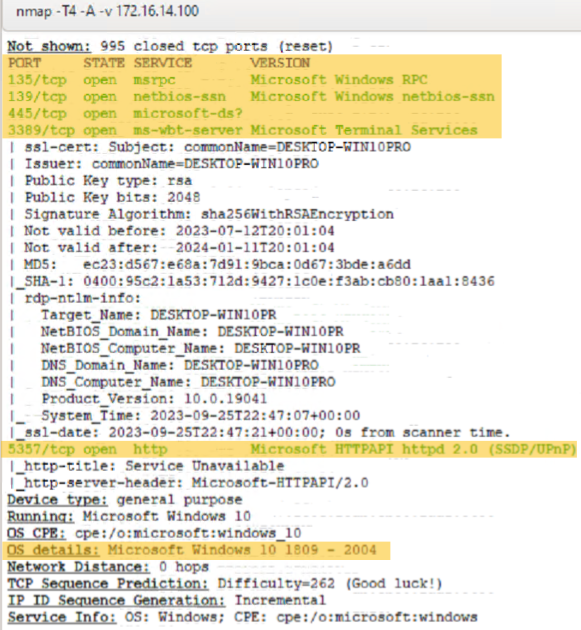 nmap -T4 -A -v 172.16.14.100
Not shown: 995 closed tcp ports (reset)
PORT STATE SERVICE VERSION
135/tcp open msrpc Microsoft Windows RPC
139/tcp open netbios-ssn Microsoft Windows netbios-ssn
445/tcp open microsoft-ds?
3389/tcp open ms-wbt-server Microsoft Terminal Services
| ssl-cert: Subject: commonName=DESKTOP-WIN10PRO
| Issuer: commonName=DESKTOP-WIN10PRO
| Public Key type: rsa
| Public Key bits: 2048
| Signature Algorithm: sha256WithRSAEncryption
| Not valid before: 2023-07-12T20:01:04
| Not valid after: 2024-01-11T20:01:04
| MD5: ec23:d567:e68a:7d91:9bca:0d67:3bde:a6dd
|_SHA-1: 0400:95c2:1a53:712d:9427:1c0e:f3ab:cb80:1aa1:8436
| rdp-ntlm-info:
| Target_Name: DESKTOP-WIN10PR
| NetBIOS_Domain_Name: DESKTOP-WIN10PR
| NetBIOS_Computer_Name: DESKTOP-WIN10PR
| DNS_Domain_Name: DESKTOP-WIN10PRO
| DNS_Computer_Name: DESKTOP-WIN10PRO
| Product_Version: 10.0.19041
|_ System_Time: 2023-09-25T22:47:07+00:00
|_ssl-date: 2023-09-25T22:47:21+00:00; 0s from scanner time.
5357/tcp open http Microsoft HTTPAPI httpd 2.0 (SSDP/UPnP)
|_http-title: Service Unavailable
|_http-server-header: Microsoft-HTTPAPI/2.0
Device type: general purpose
Running: Microsoft Windows 10
OS CPE: cpe:/o:microsoft:windows_10
OS details: Microsoft Windows 10 1809 - 2004
Network Distance: 0 hops
TCP Sequence Prediction: Difficulty=262 (Good luck!)
IP ID Sequence Generation: Incremental
Service Info: OS: Windows; CPE: cpe:/o:microsoft:windows